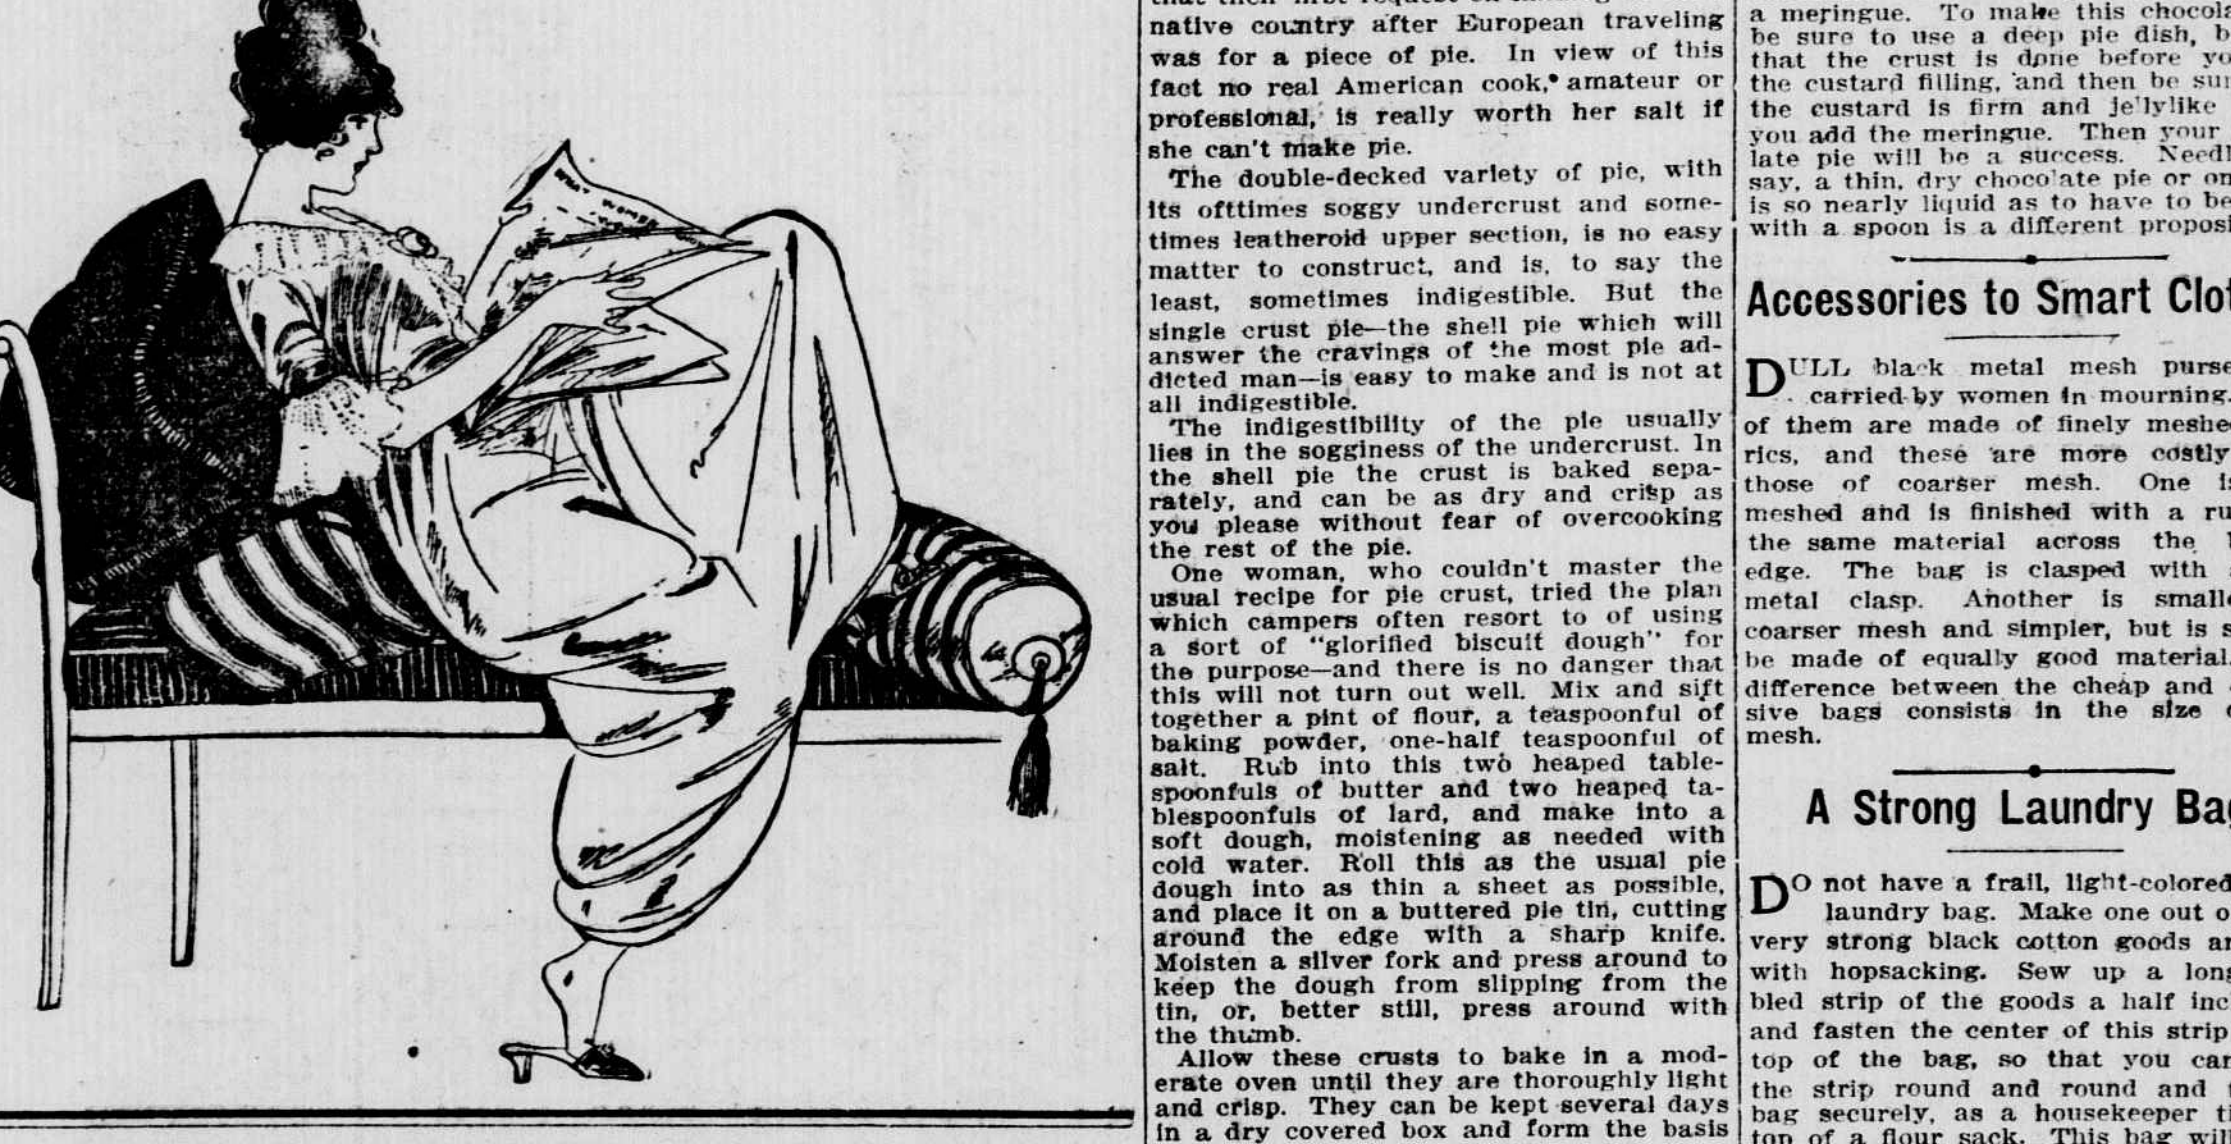 WHAT
WOMEN
native country after European traveling
was for a piece of pie. In view of this
fact no real American cook, amateur or
professional, is really worth her salt if
she can't make pie.
The double-decked variety of pie, with
its ofttimes soggy undercrust and some-
times leatheroid upper section, is no easy
matter to construct, and is, to say the
least, sometimes indigestible. But the
single crust pie—the shell pie which will
answer the cravings of the most pie ad-
dicted man—is easy to make and is not at
all indigestible.
The indigestibility of the pie usually
lies in the sogginess of the undercrust. In
the shell pie the crust is baked sepa-
rately, and can be as dry and crisp as
you please without fear of overcooking
the rest of the pie.
One woman, who couldn't master the
usual recipe for pie crust, tried the plan
which campers often resort to of using
a sort of "glorified biscuit dough" for
the purpose—and there is no danger that
this will not turn out well. Mix and sift
together a pint of flour, a teaspoonful of
baking powder, one-half teaspoonful of
salt. Rub into this two heaped table-
spoonfuls of butter and two heaped ta-
blespoonfuls of lard, and make into a
soft dough, moistening as needed with
cold water. Roll this as the usual pie
dough into as thin a sheet as possible,
and place it on a buttered pie tin, cutting
around the edge with a sharp knife.
Moisten a silver fork and press around to
keep the dough from slipping from the
tin, or, better still, press around with
the thumb.
Allow these crusts to bake in a mod-
erate oven until they are thoroughly light
and crisp. They can be kept several days
in a dry covered box and form the basis
a meringue. To make this chocola
be sure to use a deep pie dish, b
that the crust is done before yo
the custard filling, and then be sur
the custard is firm and jellylike
you add the meringue. Then your
late pie will be a success. Needl
say, a thin, dry chocolate pie or on
is so nearly liquid as to have to be
with a spoon is a different propos
Accessories to Smart Clot
DULL black metal mesh purse
carried by women in mourning.
of them are made of finely meshe
rics, and these are more costly
those of coarser mesh. One is
meshed and is finished with a ru
the same material across the
edge. The bag is clasped with
metal clasp. Another is smalle
coarser mesh and simpler, but is s
be made of equally good material.
difference between the cheap and
sive bags consists in the size o
mesh.
A Strong Laundry Bag
DO not have a frail, light-colored
laundry bag. Make one out o
very strong black cotton goods an
with hopsacking. Sew up a long
bled strip of the goods a half inc
and fasten the center of this strip
top of the bag, so that you can
the strip round and round and
bag securely, as a housekeeper ti
top of a flour sack. This bag will